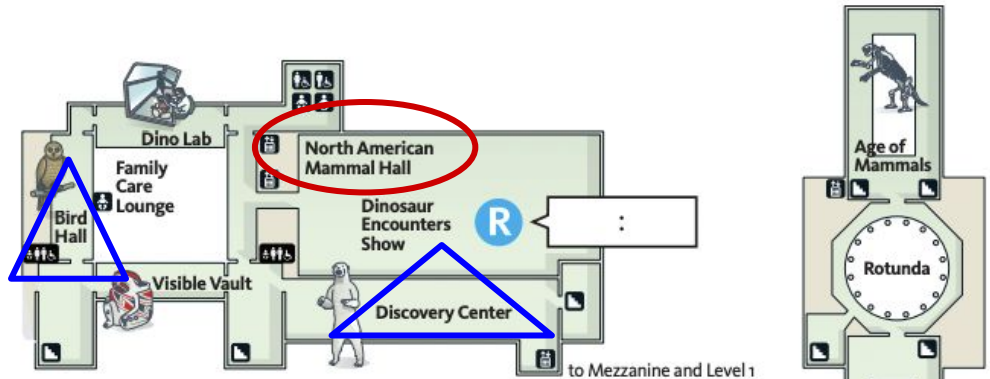 Dino Lab
North American
Mammal Hall
Family
Care
Lounge
Bird
Hall
Dinosaur
Encounters
Show
R
:
Visible Vault
Discovery Center
to Mezzanine and Level 1
Age of
Mammals
Rotunda